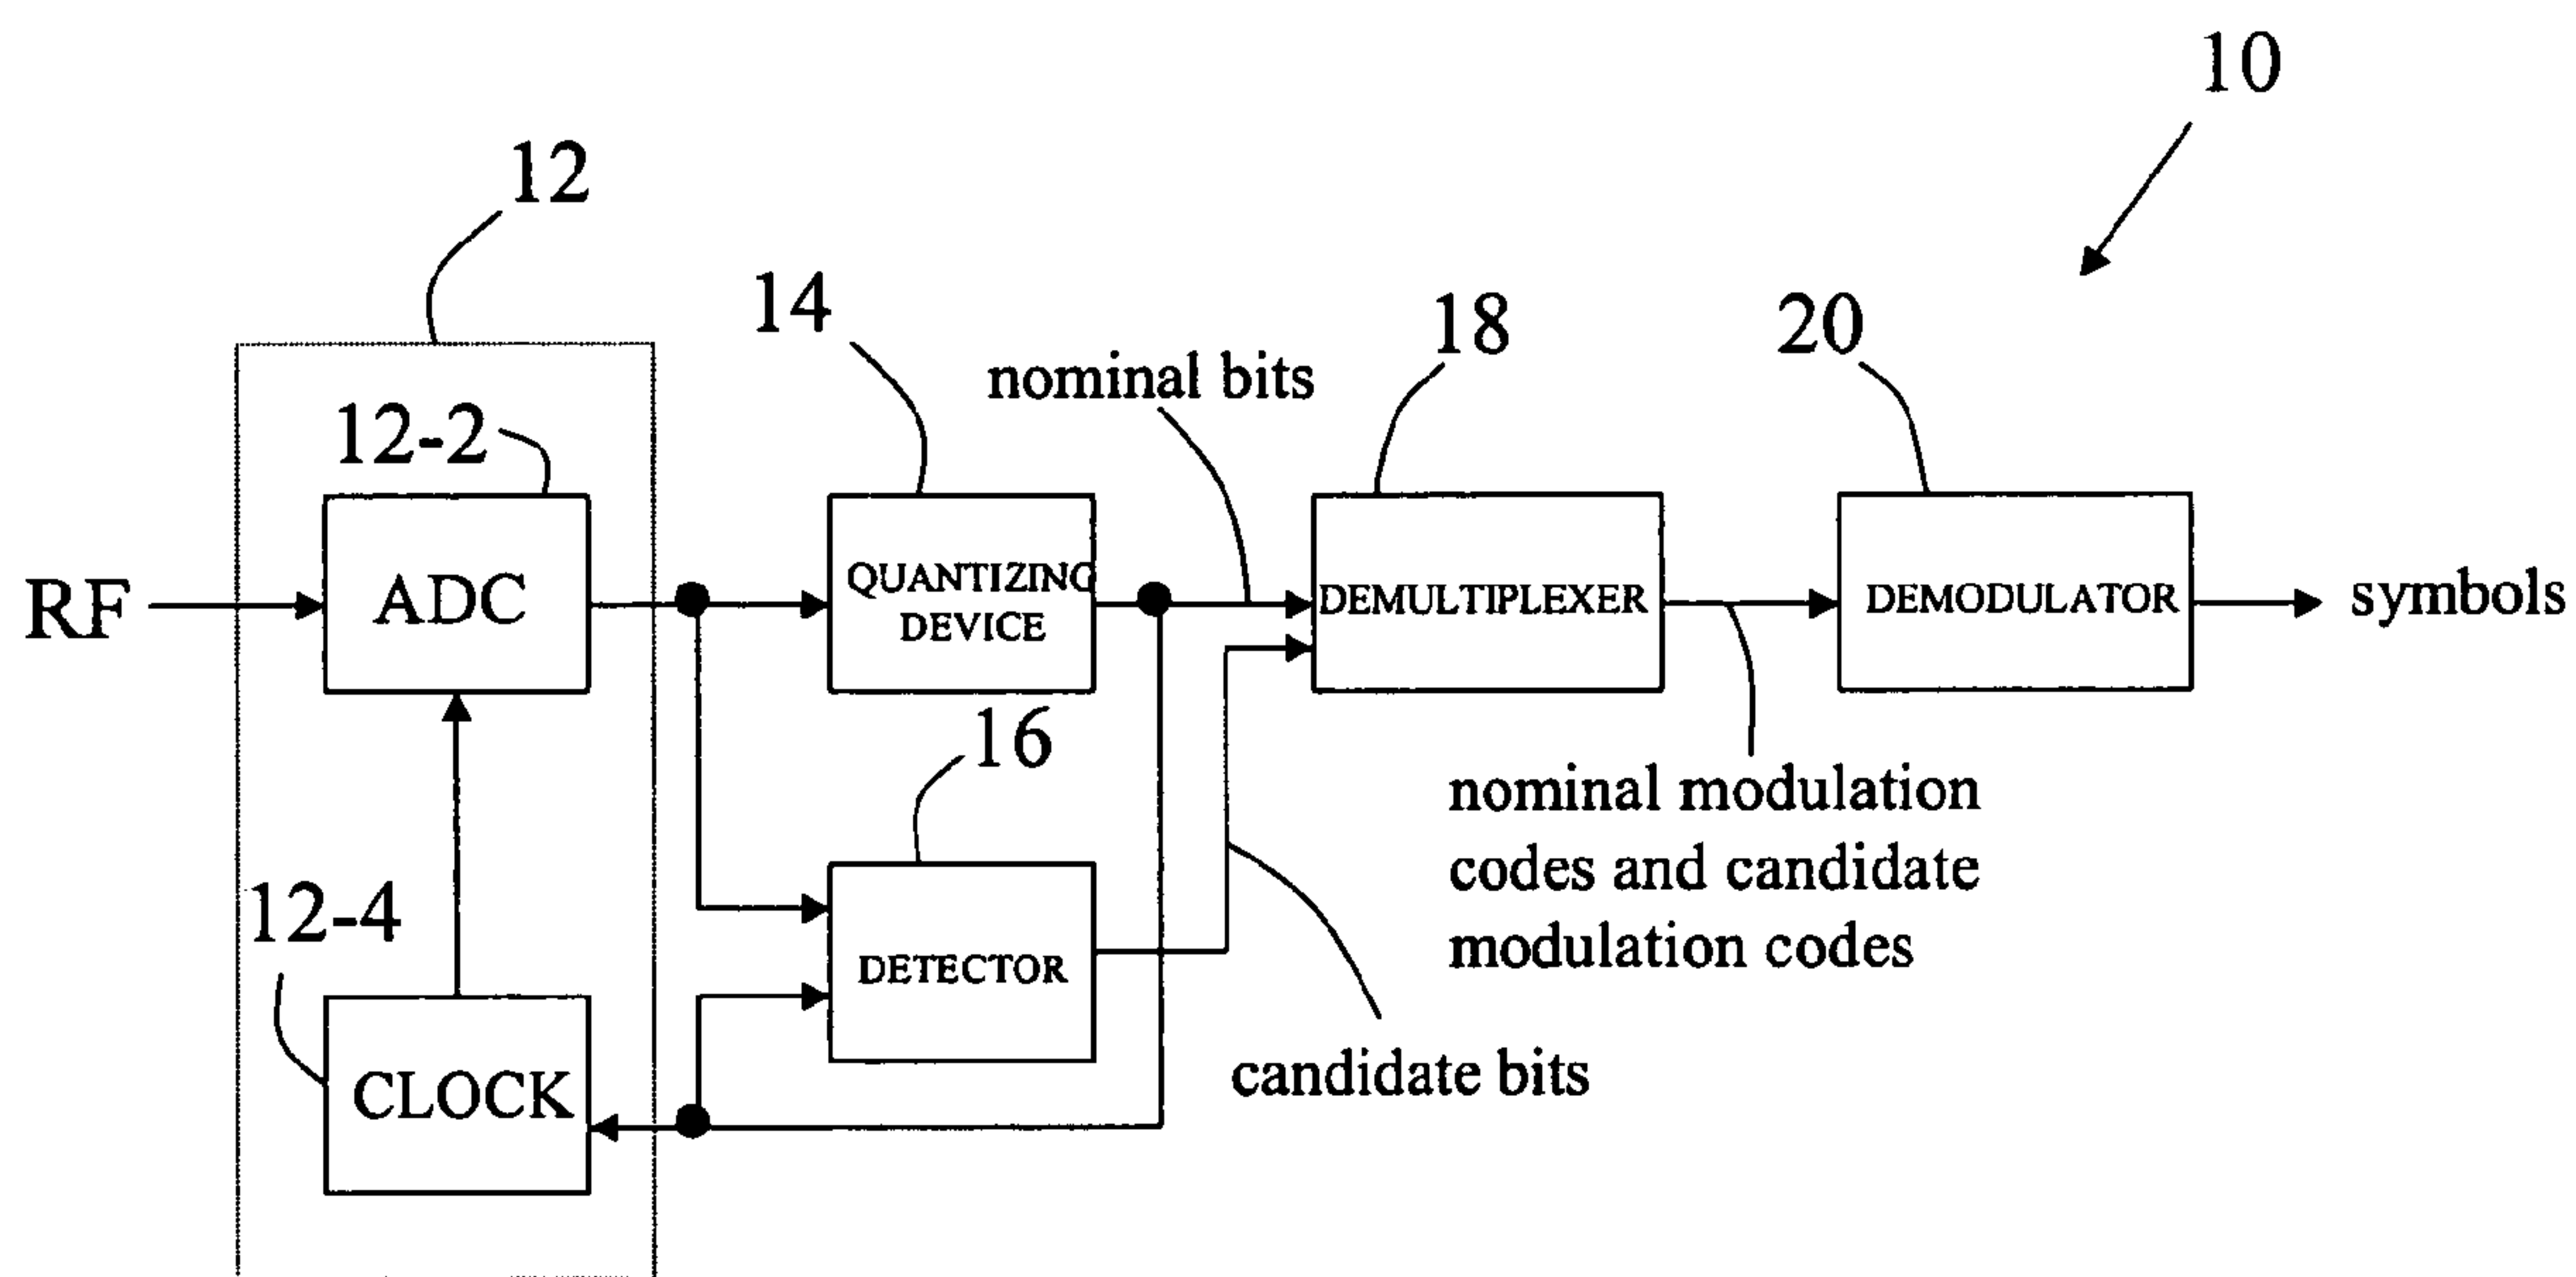 10
12
14
nominal bits
18
20
12-2
RF
ADC
QUANTIZING
DEVICE
DEMULTIPLEXER
DEMODULATOR
symbols
16
nominal modulation
codes and candidate
modulation codes
12-4
DETECTOR
candidate bits
CLOCK